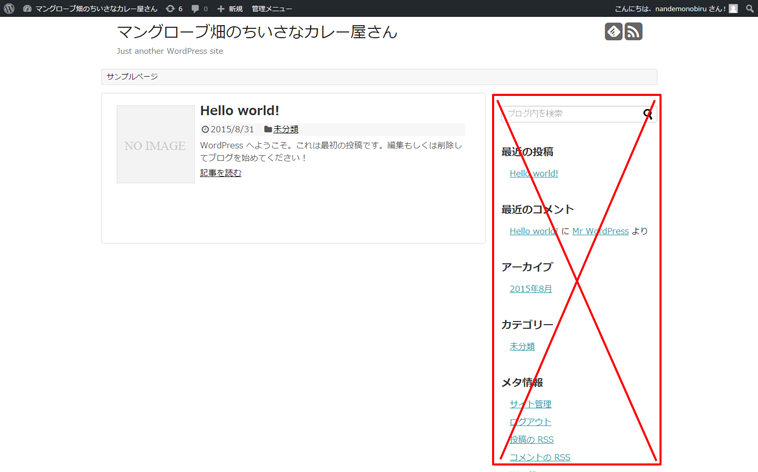 マングローブ畑のちいさなカレー屋さん 6 0 新規 管理メニュー こんにちは、nandemonobiru さん!
マングローブ畑のちいさなカレー屋さん
Just another WordPress site
サンプルページ
NO IMAGE
Hello world!
2015/8/31 未分類
WordPress へようこそ。これは最初の投稿です。編集もしくは削除し
てブログを始めてください！
記事を読む
ブログ内を検索
最近の投稿
Hello world!
最近のコメント
Hello world! に Mr WordPress より
アーカイブ
2015年8月
カテゴリー
未分類
メタ情報
サイト管理
ログアウト
投稿の RSS
コメントの RSS